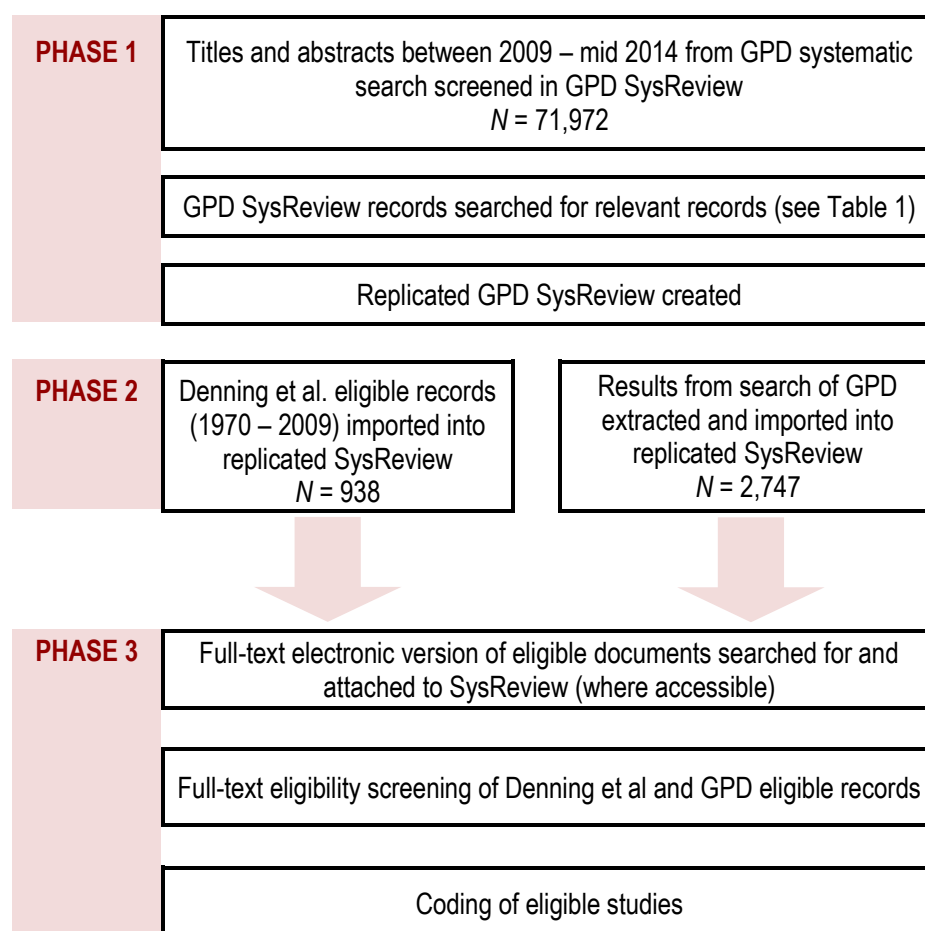 PHASE 1
Titles and abstracts between 2009 – mid 2014 from GPD systematic
search screened in GPD SysReview
N = 71,972
GPD SysReview records searched for relevant records (see Table 1)
Replicated GPD SysReview created
PHASE 2
Denning et al. eligible records
(1970 – 2009) imported into
replicated SysReview
N = 938
Results from search of GPD
extracted and imported into
replicated SysReview
N = 2,747
PHASE 3
Full-text electronic version of eligible documents searched for and
attached to SysReview (where accessible)
Full-text eligibility screening of Denning et al and GPD eligible records
Coding of eligible studies